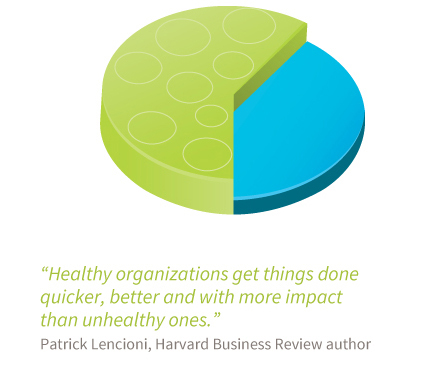 “Healthy organizations get things done
quicker, better and with more impact
than unhealthy ones.”
Patrick Lencioni, Harvard Business Review author